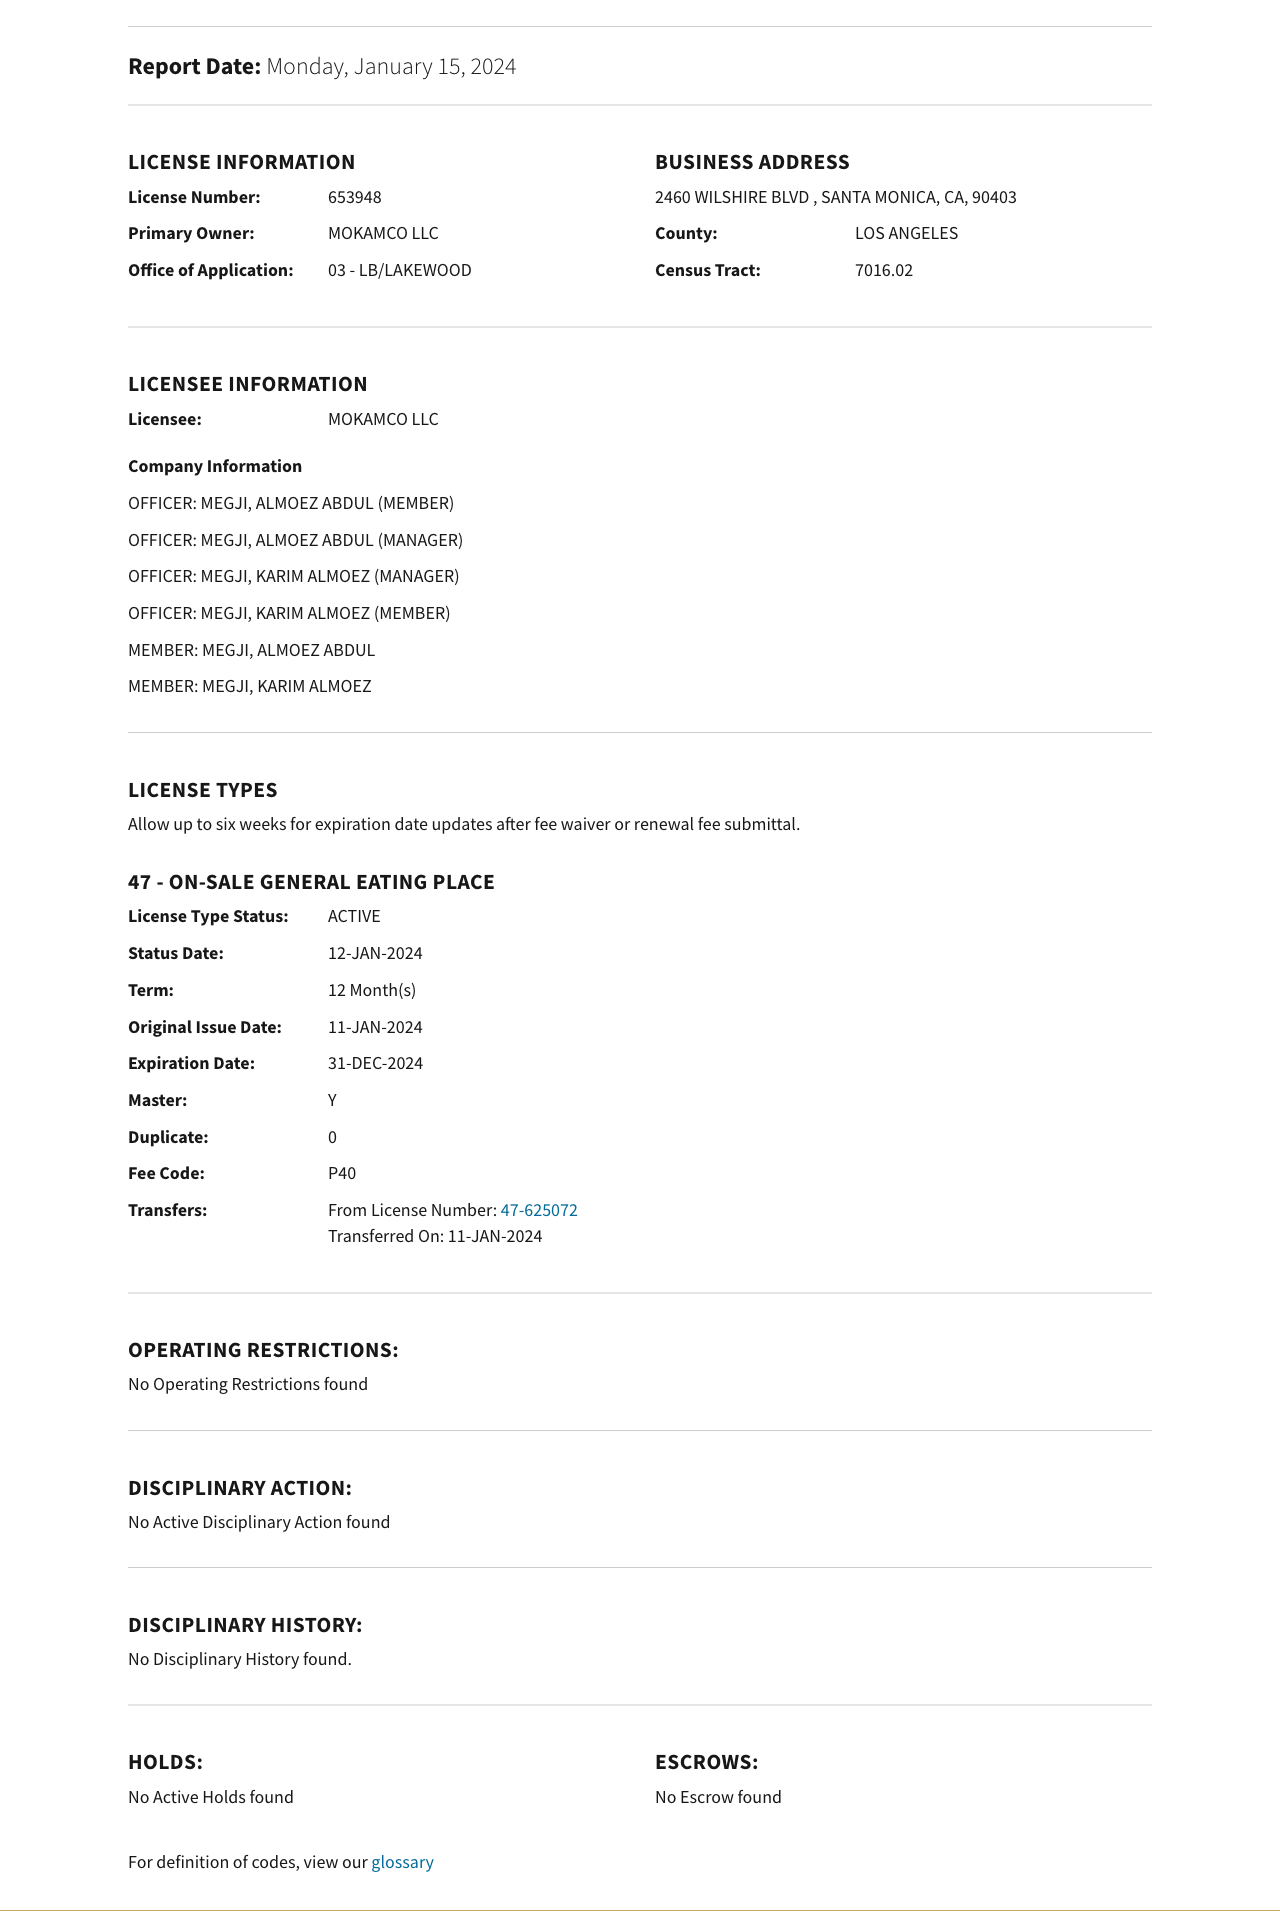 Report Date: Monday, January 15, 2024
LICENSE INFORMATION
License Number: 653948
Primary Owner: MOKAMCO LLC
Office of Application: 03 - LB/LAKEWOOD
BUSINESS ADDRESS
2460 WILSHIRE BLVD , SANTA MONICA, CA, 90403
County: LOS ANGELES
Census Tract: 7016.02
LICENSEE INFORMATION
Licensee: MOKAMCO LLC
Company Information
OFFICER: MEGJI, ALMOEZ ABDUL (MEMBER)
OFFICER: MEGJI, ALMOEZ ABDUL (MANAGER)
OFFICER: MEGJI, KARIM ALMOEZ (MANAGER)
OFFICER: MEGJI, KARIM ALMOEZ (MEMBER)
MEMBER: MEGJI, ALMOEZ ABDUL
MEMBER: MEGJI, KARIM ALMOEZ
LICENSE TYPES
Allow up to six weeks for expiration date updates after fee waiver or renewal fee submittal.
47 - ON-SALE GENERAL EATING PLACE
License Type Status: ACTIVE
Status Date: 12-JAN-2024
Term: 12 Month(s)
Original Issue Date: 11-JAN-2024
Expiration Date: 31-DEC-2024
Master: Y
Duplicate: 0
Fee Code: P40
Transfers: From License Number: 47-625072
Transferred On: 11-JAN-2024
OPERATING RESTRICTIONS:
No Operating Restrictions found
DISCIPLINARY ACTION:
No Active Disciplinary Action found
DISCIPLINARY HISTORY:
No Disciplinary History found.
HOLDS:
No Active Holds found
ESCROWS:
No Escrow found
For definition of codes, view our glossary